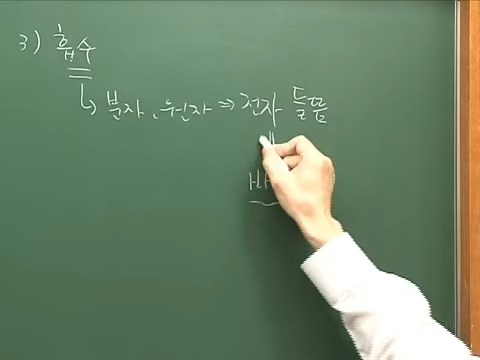 3) 흡수
↳ 분자, 원자 ⇒ 전자 들뜸